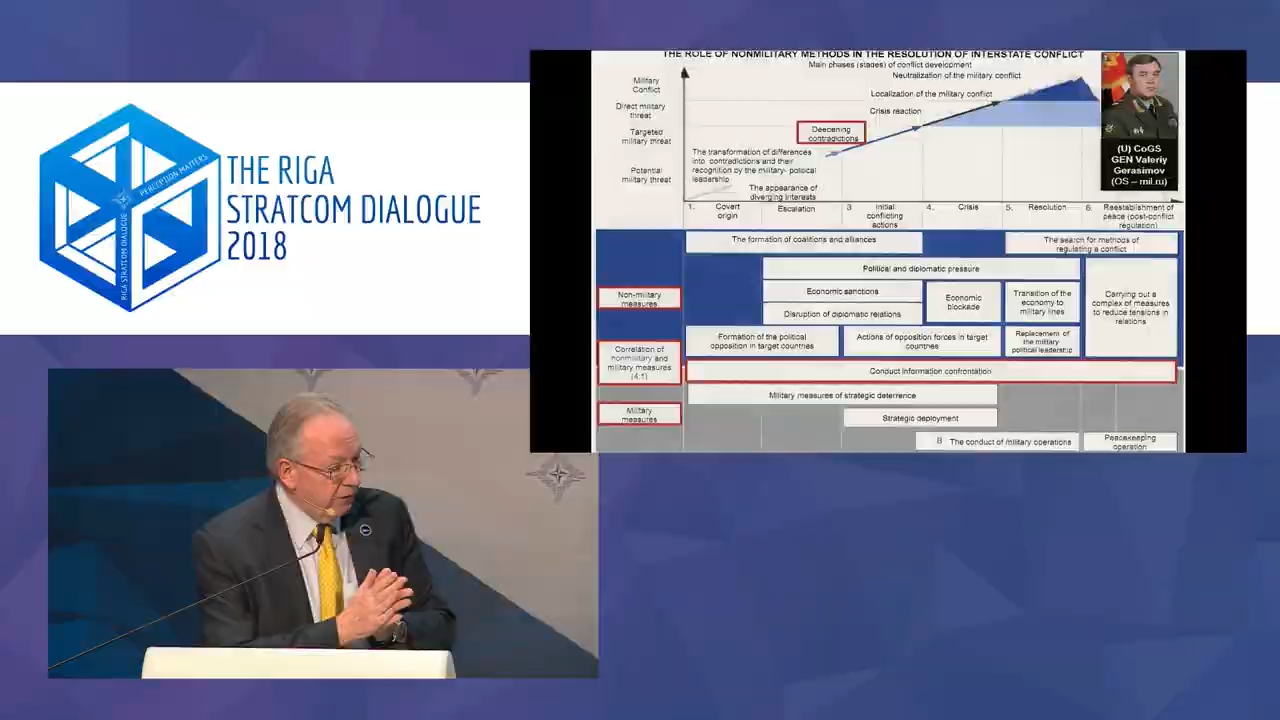 THE RIGA
STRATCOM DIALOGUE
2018
PERCEPTION MATTERS
RIGA STRATCOM DIALOGUE
THE ROLE OF NONMILITARY METHODS IN THE RESOLUTION OF INTERSTATE CONFLICT
Main phases (stages) of conflict development
Neutralization of the military conflict
Military
Conflict
Localization of the military conflict
Direct military
threat
Crisis reaction
Targeted
military threat
Deepening
contradictions
The transformation of differences
into contradictions and their
recognition by the military- political
leadership
Potential
military threat
The appearance of
diverging interests
(U) CoGS
GEN Valeriy
Gerasimov
(OS – mil.ru)
1. Covert
origin
Escalation
3 Initial
conflicting
actions
4. Crisis
5. Resolution
6. Reestablishment of
peace (post-conflict
regulation)
The formation of coalitions and alliances
The search for methods of
regulating a conflict
Political and diplomatic pressure
Non-military
measures
Economic sanctions
Disruption of diplomatic relations
Economic
blockade
Transition of the
economy to
military lines
Carrying out a
complex of measures
to reduce tensions in
relations
Formation of the political
opposition in target countries
Actions of opposition forces in target
countries
Replacement of
the military
political leadership
Correlation of
nonmilitary and
military measures
(4:1)
Conduct information confrontation
Military measures of strategic deterrence
Military
measures
Strategic deployment
8 The conduct of military operations
Peacekeeping
operation